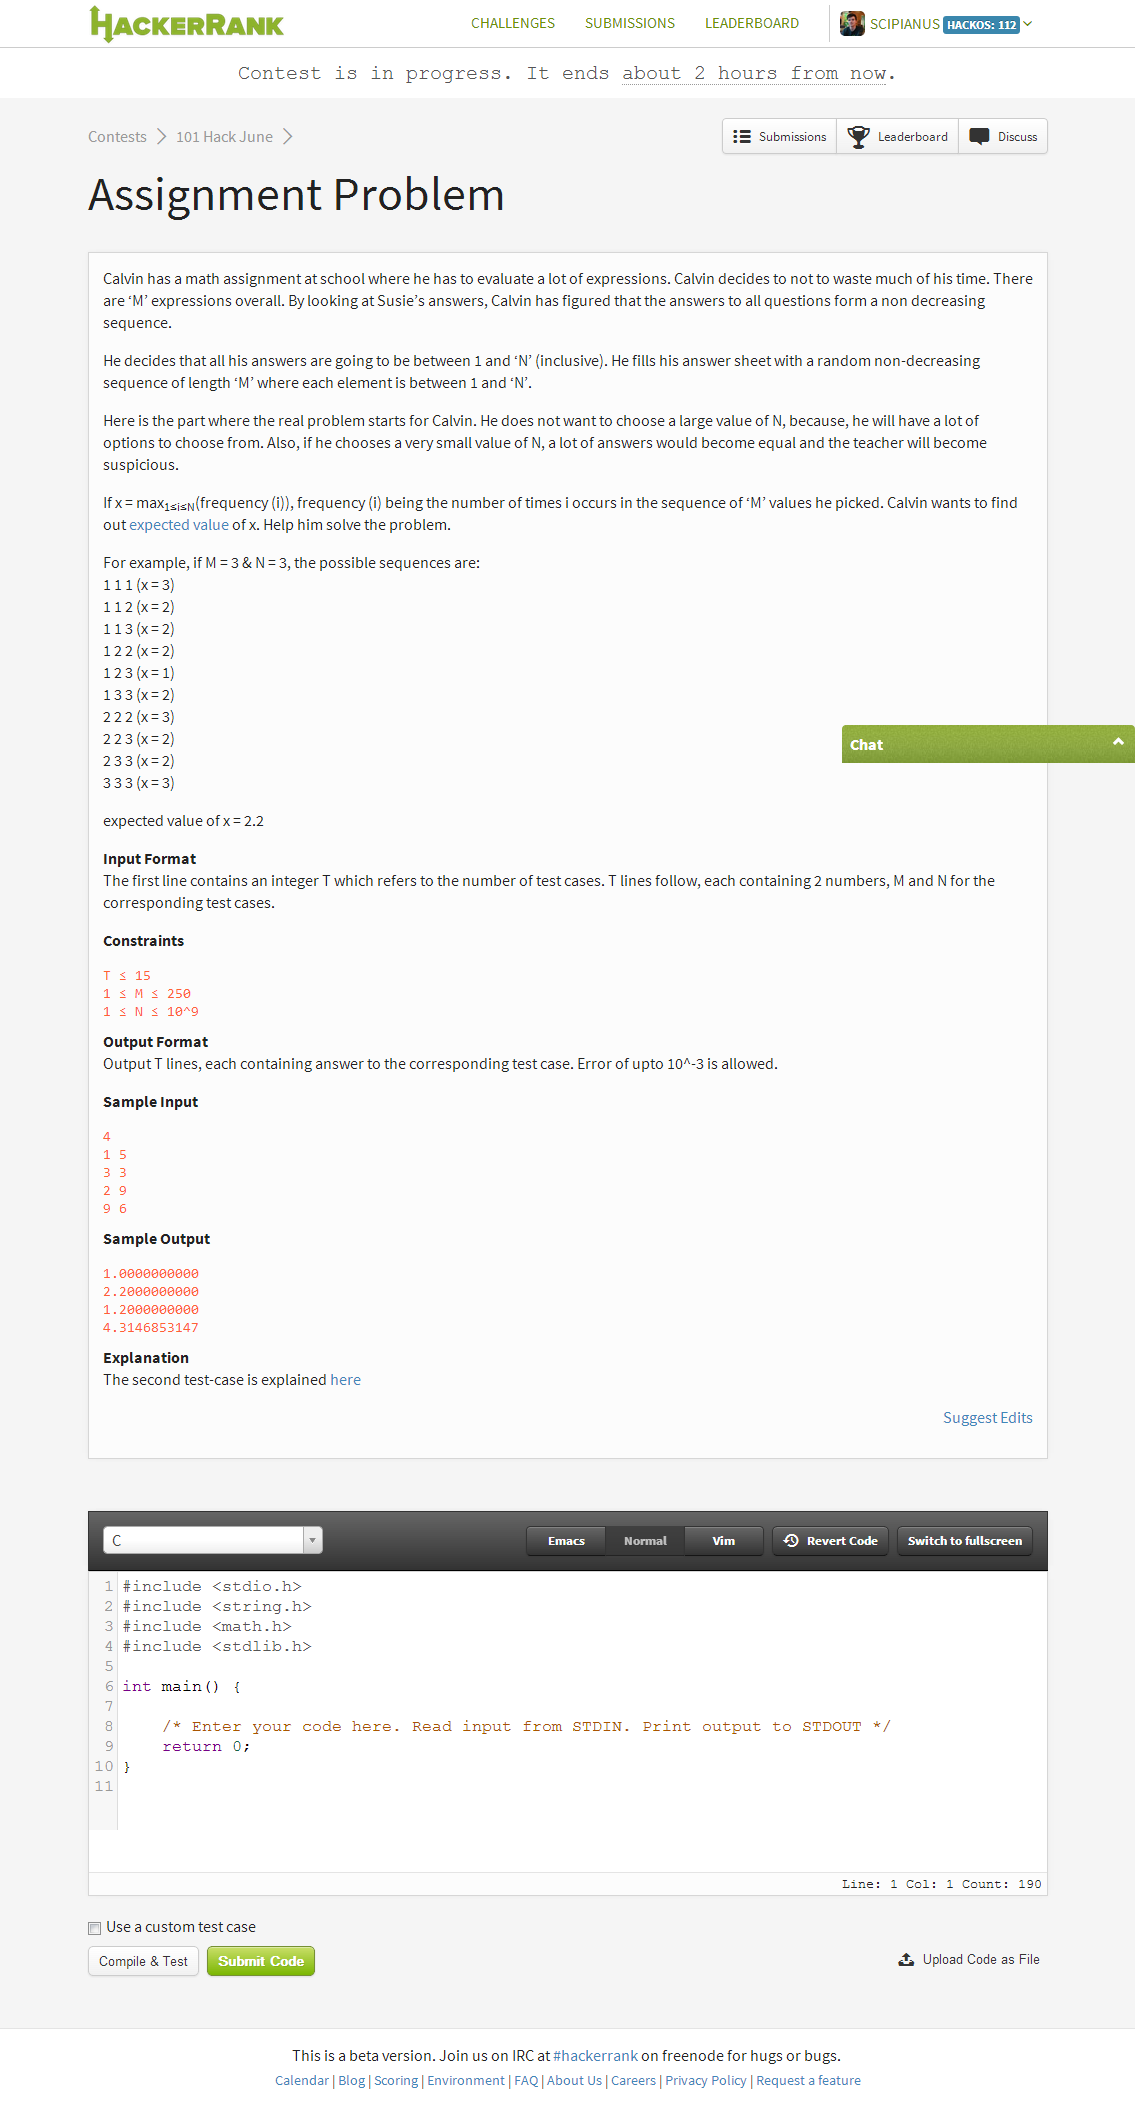 HACKERRANK
CHALLENGES SUBMISSIONS LEADERBOARD SCIPIANUS HACKOS: 112
Contest is in progress. It ends about 2 hours from now.
Contests 101 Hack June
Submissions Leaderboard Discuss
Assignment Problem
Calvin has a math assignment at school where he has to evaluate a lot of expressions. Calvin decides to not to waste much of his time. There
are ‘M’ expressions overall. By looking at Susie’s answers, Calvin has figured that the answers to all questions form a non decreasing
sequence.
He decides that all his answers are going to be between 1 and ‘N’ (inclusive). He fills his answer sheet with a random non-decreasing
sequence of length ‘M’ where each element is between 1 and ‘N’.
Here is the part where the real problem starts for Calvin. He does not want to choose a large value of N, because, he will have a lot of
options to choose from. Also, if he chooses a very small value of N, a lot of answers would become equal and the teacher will become
suspicious.
If x = max1≤i≤N(frequency (i)), frequency (i) being the number of times i occurs in the sequence of ‘M’ values he picked. Calvin wants to find
out expected value of x. Help him solve the problem.
For example, if M = 3 & N = 3, the possible sequences are:
1 1 1 (x = 3)
1 1 2 (x = 2)
1 1 3 (x = 2)
1 2 2 (x = 2)
1 2 3 (x = 1)
1 3 3 (x = 2)
2 2 2 (x = 3)
2 2 3 (x = 2)
Chat
2 3 3 (x = 2)
3 3 3 (x = 3)
expected value of x = 2.2
Input Format
The first line contains an integer T which refers to the number of test cases. T lines follow, each containing 2 numbers, M and N for the
corresponding test cases.
Constraints
T ≤ 15
1 ≤ M ≤ 250
1 ≤ N ≤ 10^9
Output Format
Output T lines, each containing answer to the corresponding test case. Error of upto 10^-3 is allowed.
Sample Input
4
1 5
3 3
2 9
9 6
Sample Output
1.0000000000
2.2000000000
1.2000000000
4.3146853147
Explanation
The second test-case is explained here
Suggest Edits
C Emacs Normal Vim Revert Code Switch to fullscreen
1 #include <stdio.h>
2 #include <string.h>
3 #include <math.h>
4 #include <stdlib.h>
5
6 int main() {
7
8 /* Enter your code here. Read input from STDIN. Print output to STDOUT */
9 return 0;
10 }
11
Line: 1 Col: 1 Count: 190
Use a custom test case
Compile & Test Submit Code Upload Code as File
This is a beta version. Join us on IRC at #hackerrank on freenode for hugs or bugs.
Calendar | Blog | Scoring | Environment | FAQ | About Us | Careers | Privacy Policy | Request a feature